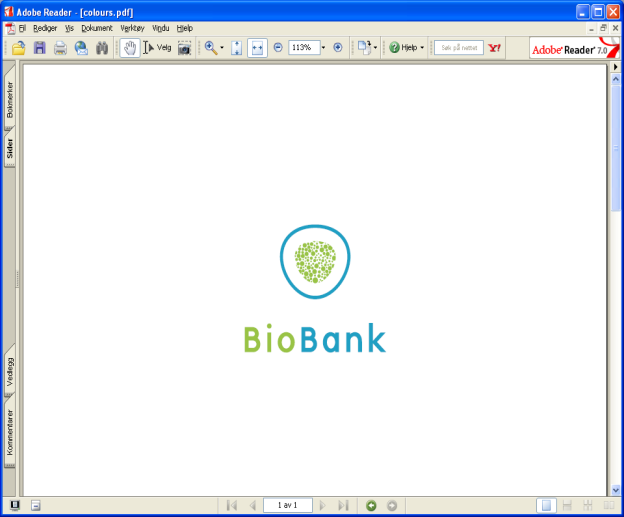 Adobe Reader - [colours.pdf]
Fil Rediger Vis Dokument Verktøy Vindu Hjelp
Velg 113% Hjelp Søk på nettet Y! Adobe Reader 7.0
Bokmerker
Sider
BioBank
Vedlegg
Kommentarer
1 av 1